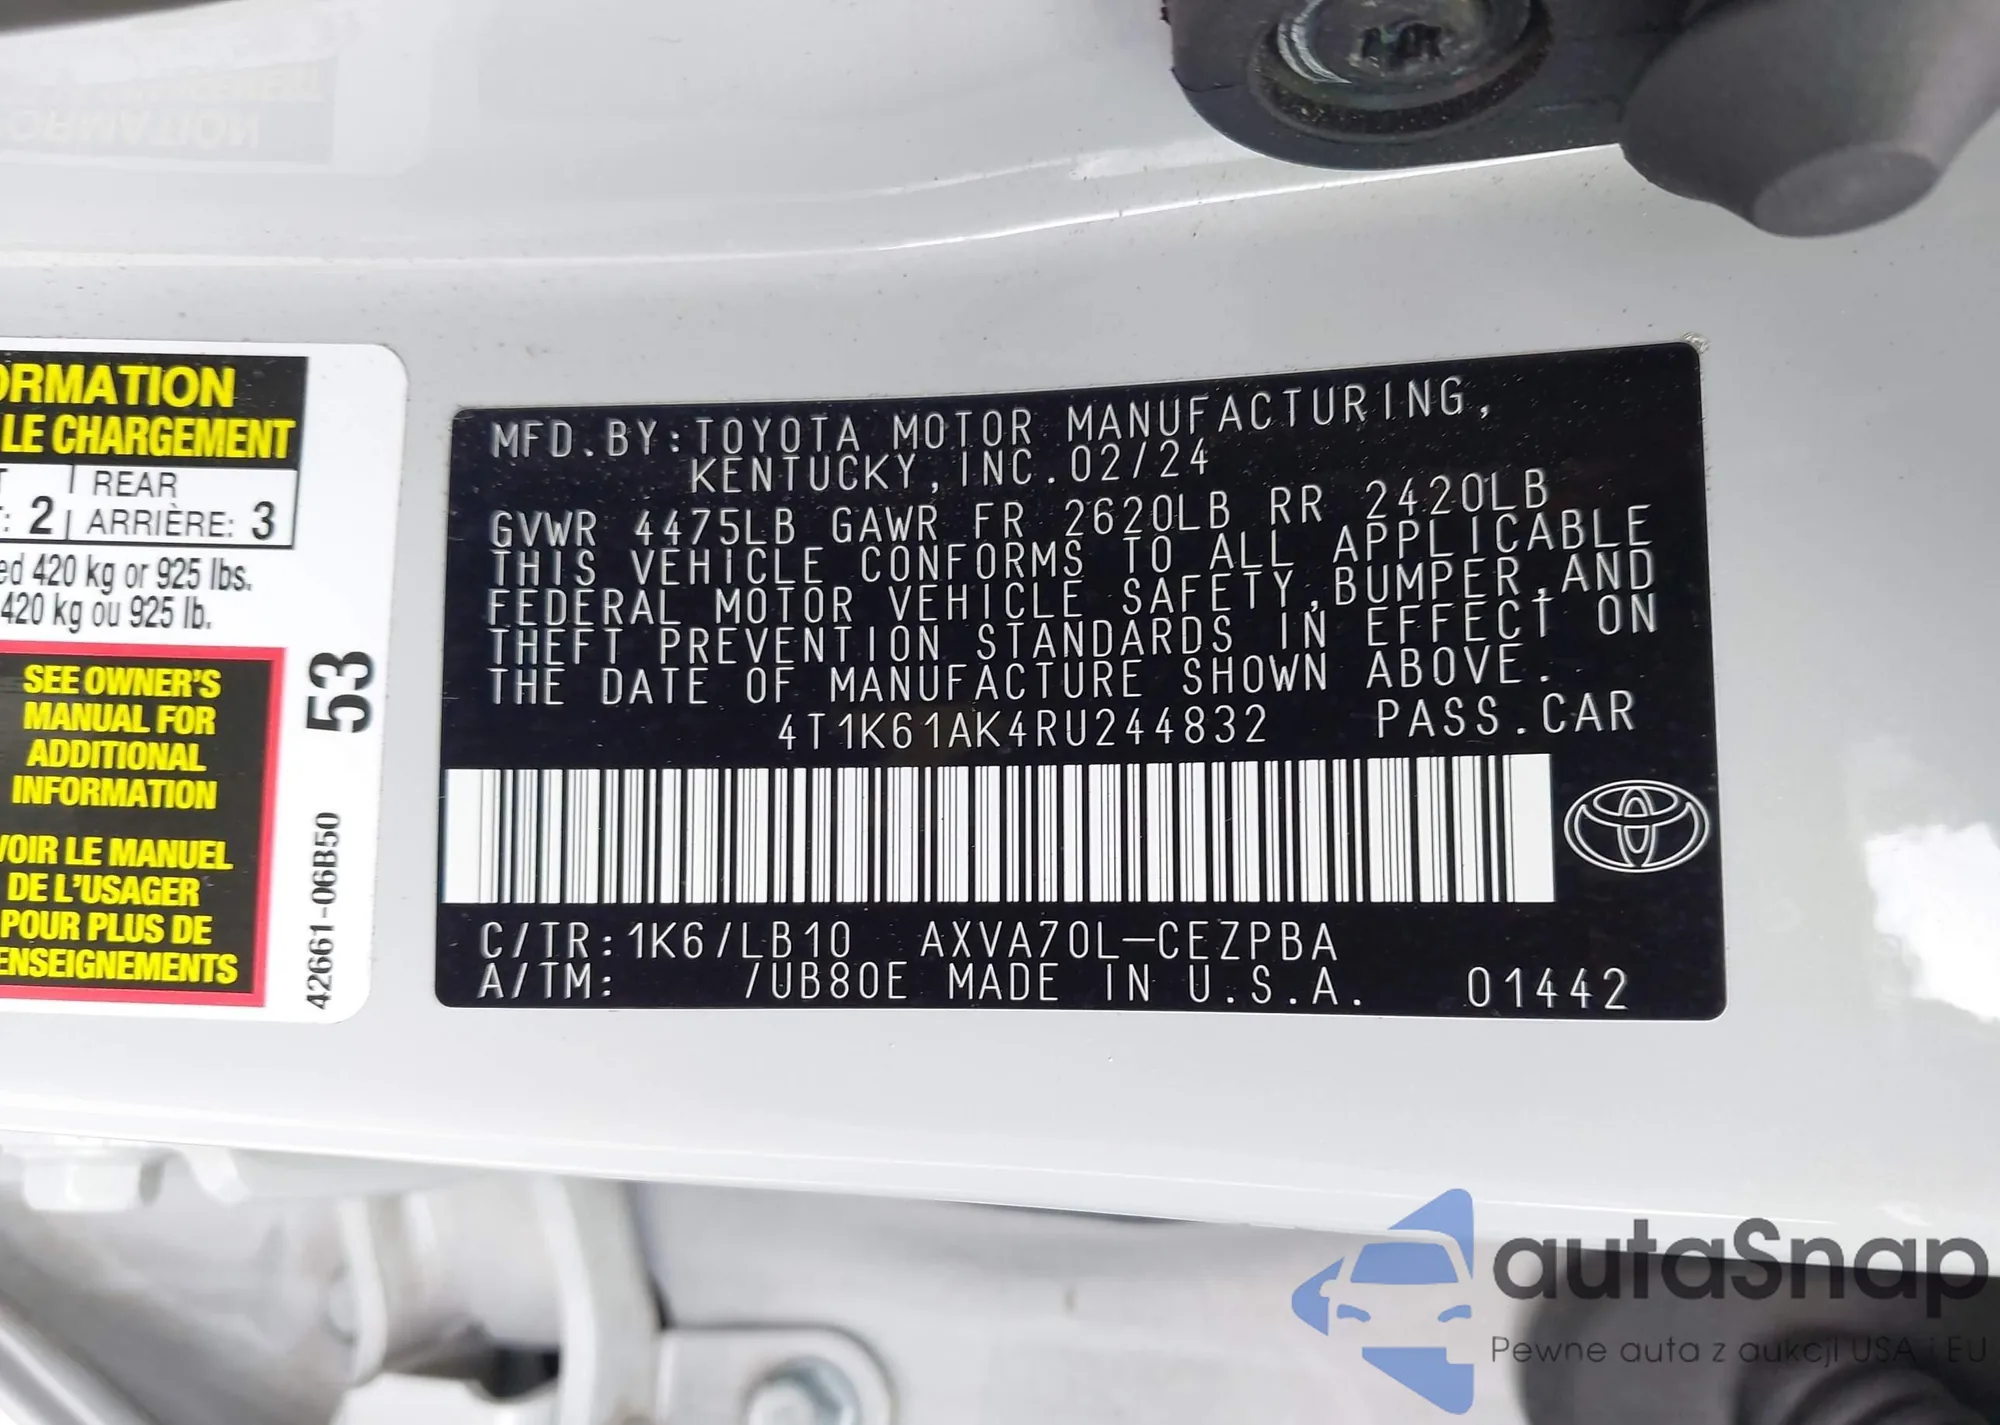 ORMATION
LE CHARGEMENT
REAR
: 2 ARRIÈRE: 3
ed 420 kg or 925 lbs.
420 kg ou 925 lb.
SEE OWNER'S
MANUAL FOR
ADDITIONAL
INFORMATION
VOIR LE MANUEL
DE L'USAGER
POUR PLUS DE
ENSEIGNEMENTS
53
42661-06B50
MFD.BY:TOYOTA MOTOR MANUFACTURING,
KENTUCKY,INC.02/24
GVWR 4475LB GAWR FR 2620LB RR 2420LB
THIS VEHICLE CONFORMS TO ALL APPLICABLE
FEDERAL MOTOR VEHICLE SAFETY,BUMPER,AND
THEFT PREVENTION STANDARDS IN EFFECT ON
THE DATE OF MANUFACTURE SHOWN ABOVE.
4T1K61AK4RU244832 PASS.CAR
C/TR:1K6/LB10 AXVA70L-CEZPBA
A/TM: /UB80E MADE IN U.S.A. 01442
autaSnap
Pewne auta z aukcji USA i EU